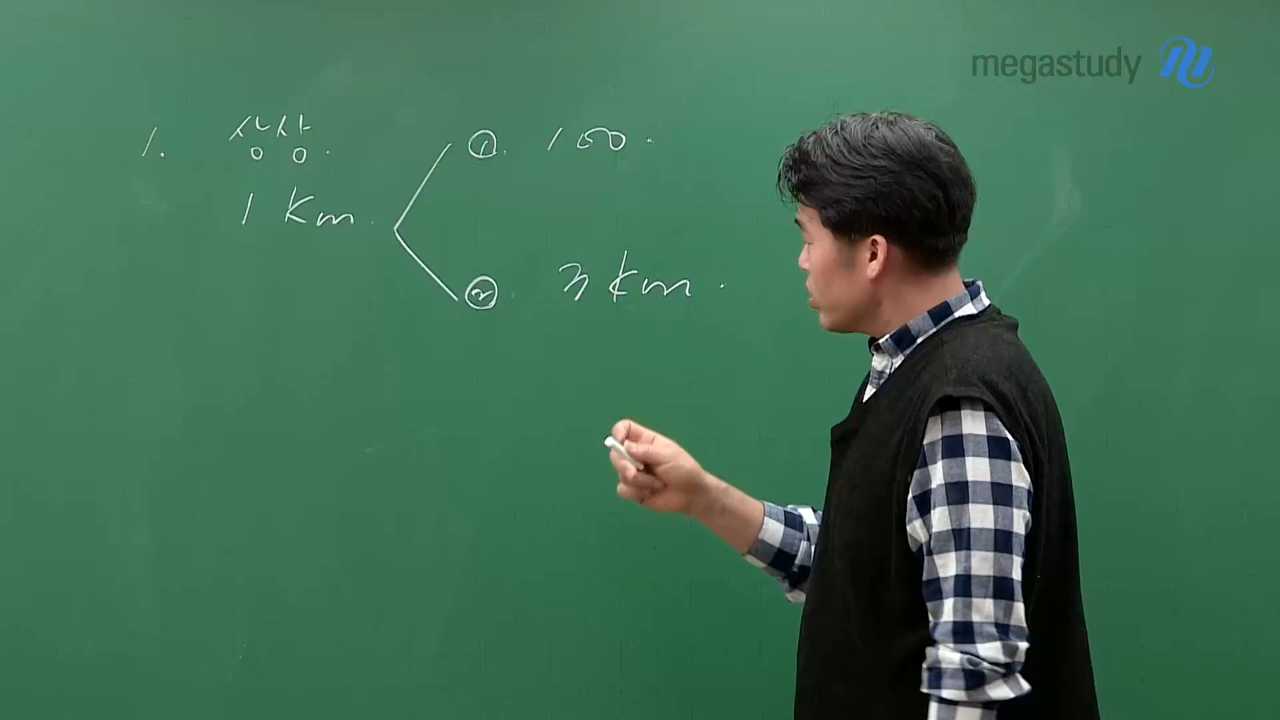 megastudy
1. 상상.
1 km.
①. 100.
②. 3 km.